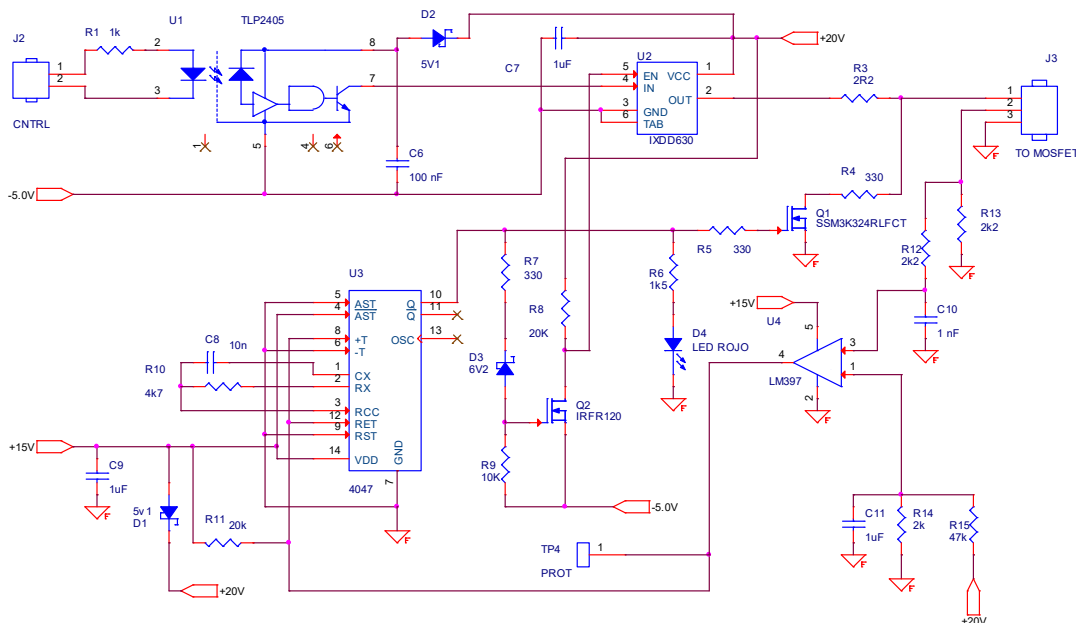 J2
1
2
CNTRL
R1 1k
U1
TLP2405
2
3
8
7
5
1
4
6
D2
5V1
C6
100 nF
C7
1uF
-5.0V
+20V
U2
5
4
3
6
EN
IN
GND
TAB
VCC
OUT
1
2
IXDD630
R3
2R2
J3
1
2
3
TO MOSFET
R4
330
Q1
SSM3K324RLFCT
R5
330
R13
2k2
R12
2k2
C10
1 nF
+15V
U4
5
4
3
1
2
LM397
U3
5
4
8
6
1
2
3
12
9
14
AST
AST
+T
-T
CX
RX
RCC
RET
RST
VDD
GND
7
Q
Q
OSC
10
11
13
4047
C8
10n
R10
4k7
R7
330
R8
20K
D3
6V2
R9
10K
Q2
IRFR120
-5.0V
R6
1k5
D4
LED ROJO
+15V
C9
1uF
5v1
D1
R11
20k
+20V
TP4
1
PROT
C11
1uF
R14
2k
R15
47k
+20V
F
F
F
F
F
F
F
F
F